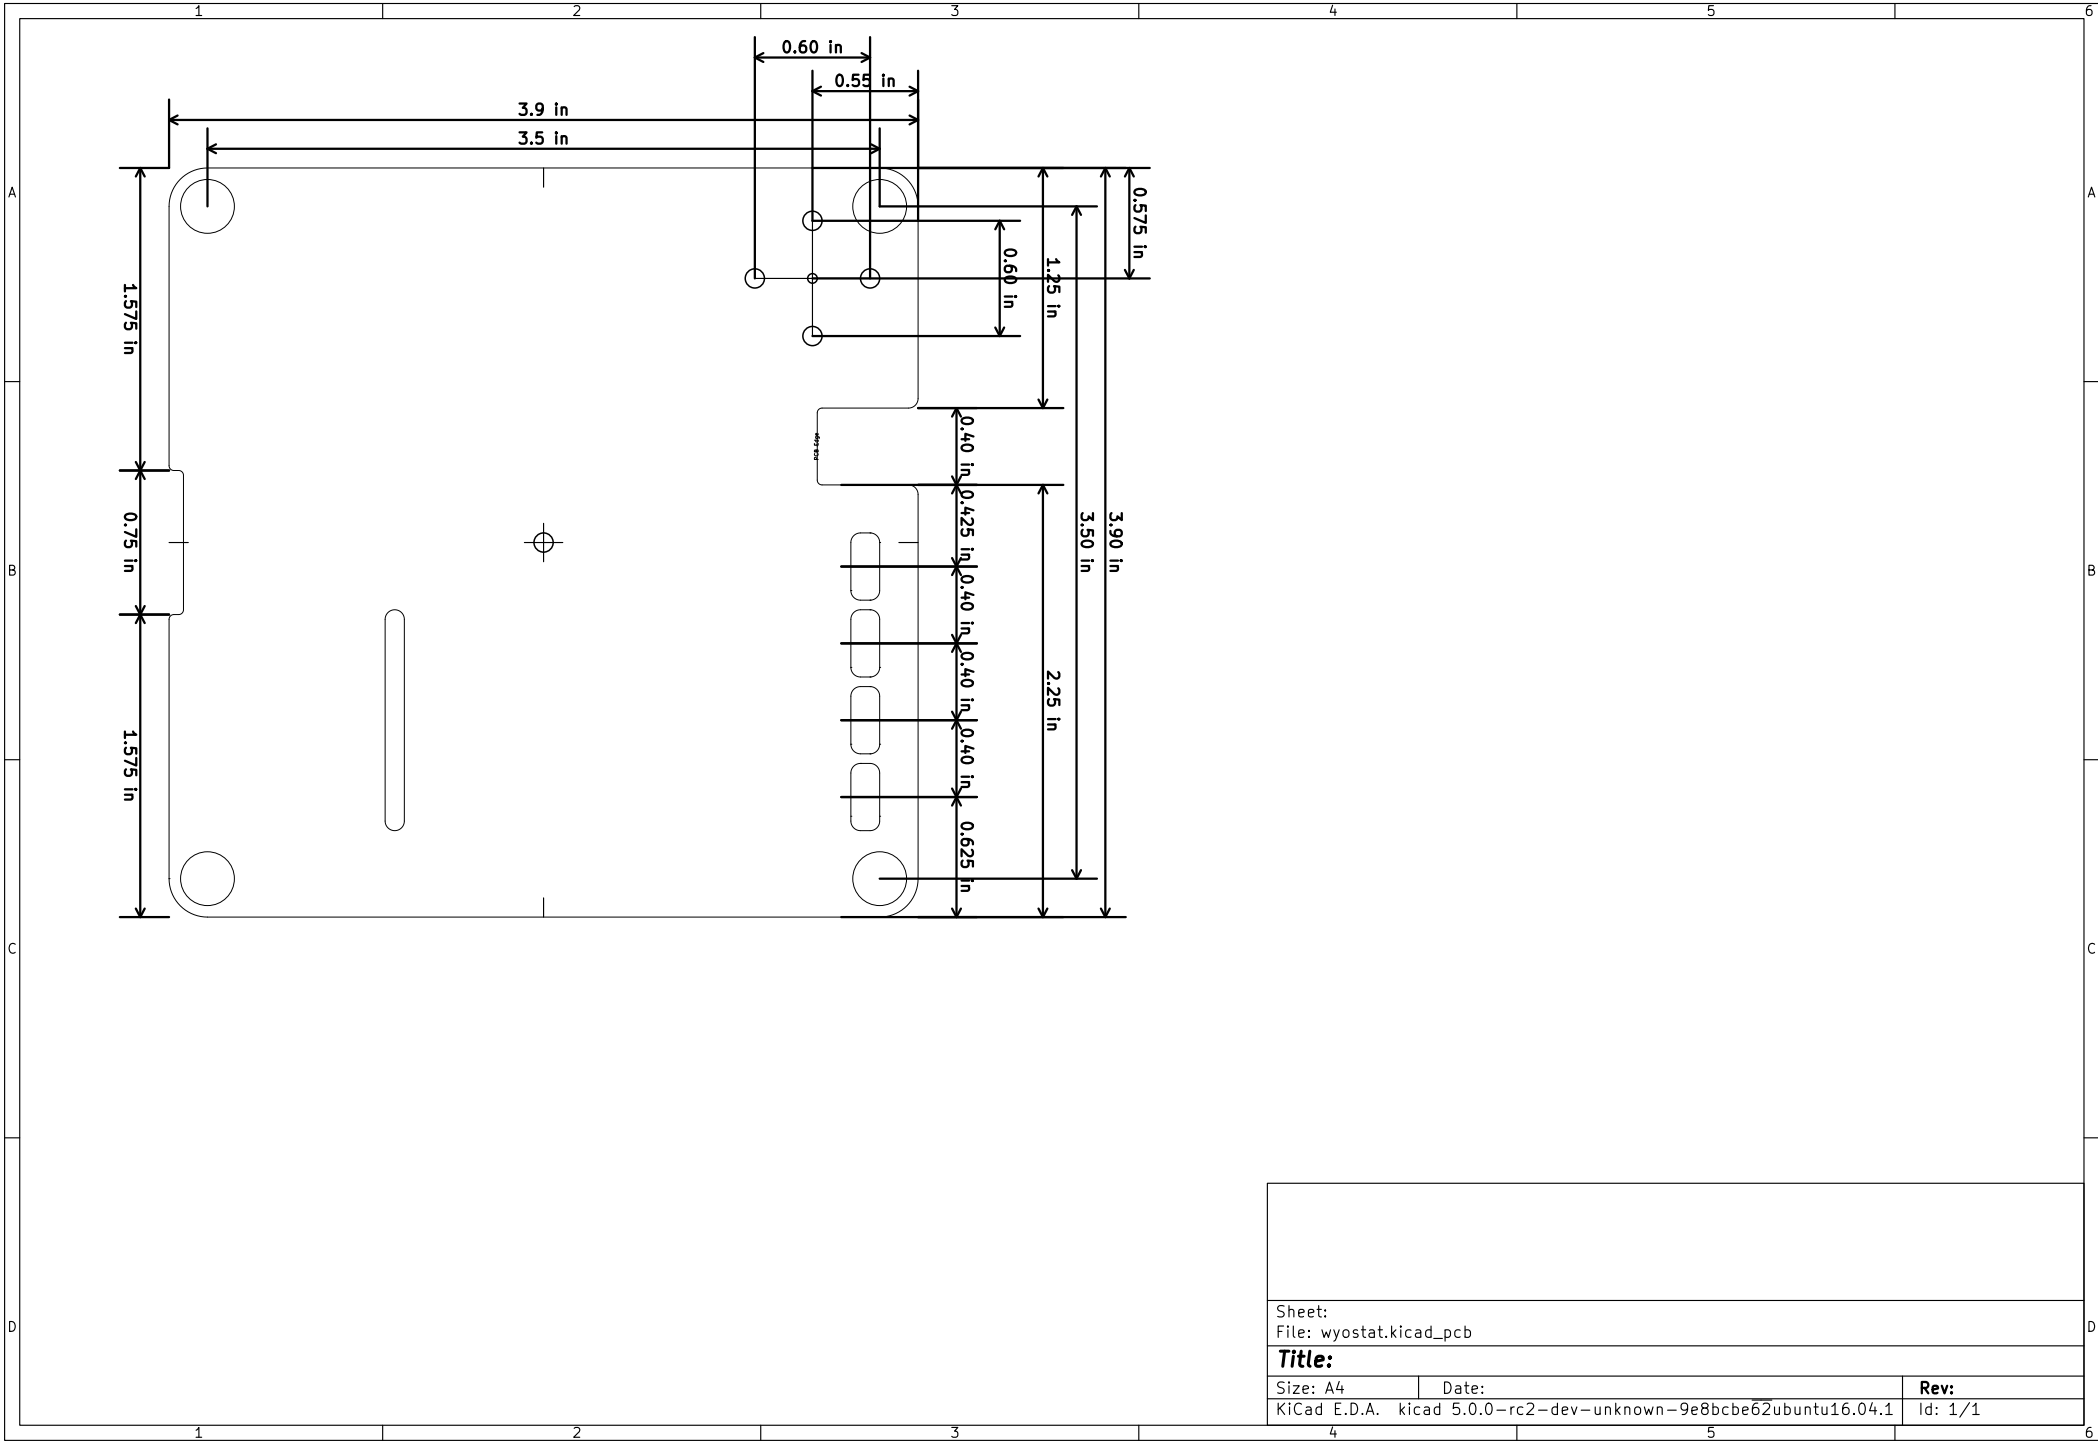 1 2 3 4 5 6
0.60 in
0.55 in
3.9 in
3.5 in
A A
0.575 in
0.60 in
1.25 in
1.575 in
0.40 in
PCB Edge
0.425 in
0.75 in
3.50 in
3.90 in
B B
0.40 in
0.40 in
2.25 in
0.40 in
1.575 in
0.625 in
C C
Sheet:
File: wyostat.kicad_pcb
D D
Title:
Size: A4 Date: Rev:
KiCad E.D.A. kicad 5.0.0-rc2-dev-unknown-9e8bcbe62ubuntu16.04.1 Id: 1/1
1 2 3 4 5 6